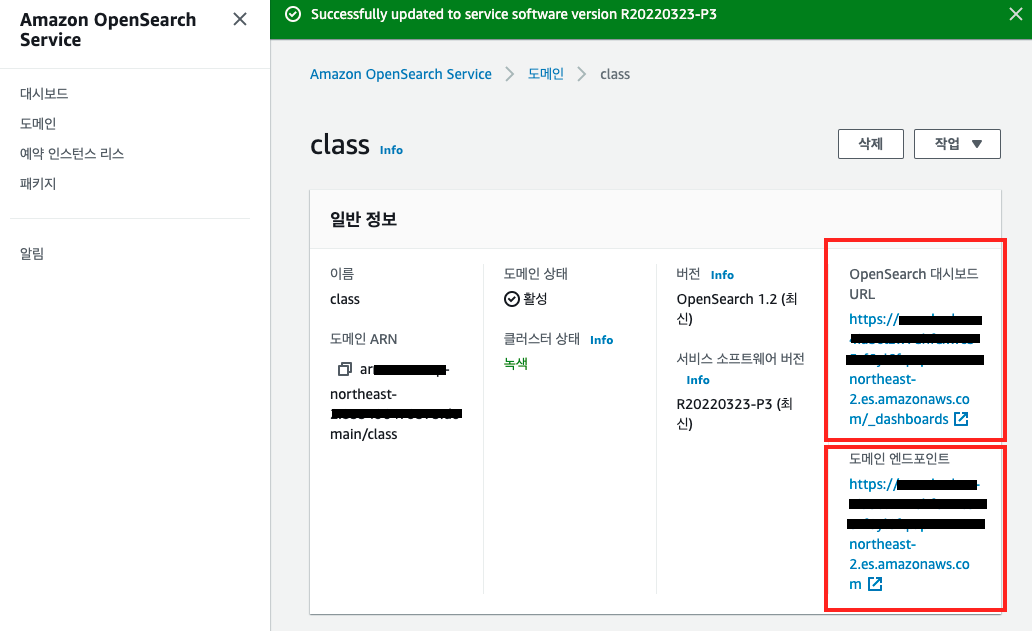 Amazon OpenSearch
Service
대시보드
도메인
예약 인스턴스 리스
패키지
알림
Successfully updated to service software version R20220323-P3
Amazon OpenSearch Service
도메인
class
class Info
삭제
작업
일반 정보
이름
class
도메인 ARN
ar
northeast-
main/class
도메인 상태
활성
클러스터 상태 Info
녹색
버전 Info
OpenSearch 1.2 (최
신)
서비스 소프트웨어 버전
Info
R20220323-P3 (최
신)
OpenSearch 대시보드
URL
https://
northeast-
2.es.amazonaws.co
m/_dashboards
도메인 엔드포인트
https://
northeast-
2.es.amazonaws.co
m